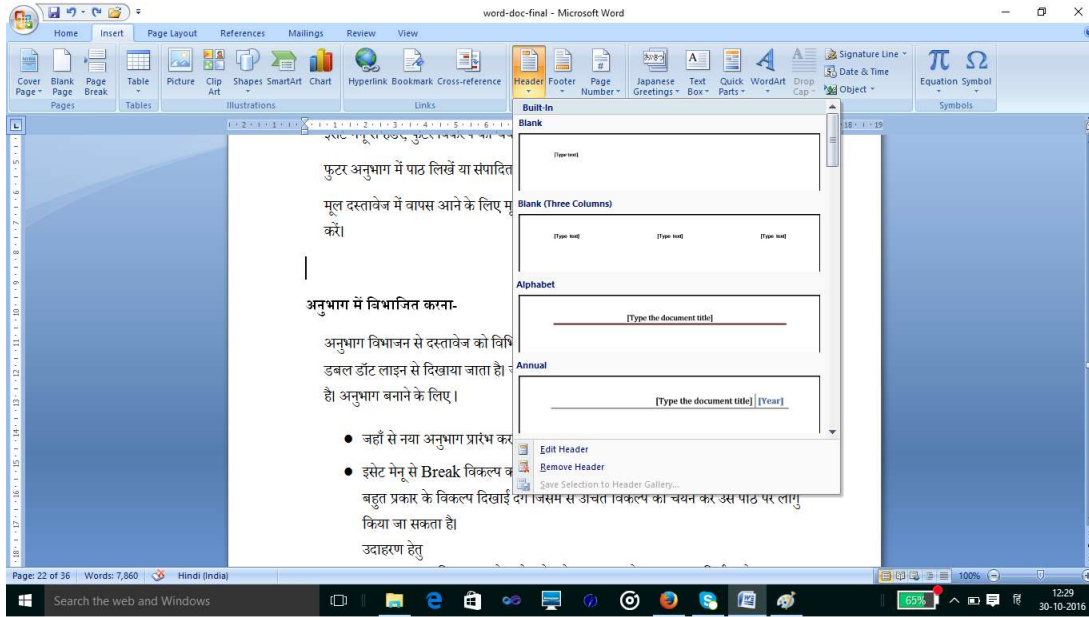 word-doc-final - Microsoft Word
Home Insert Page Layout References Mailings Review View
Cover Page Blank Page Page Break Table Picture Clip Art Shapes SmartArt Chart Hyperlink Bookmark Cross-reference Header Footer Page Number Japanese Greetings Text Box Quick Parts WordArt Drop Cap
Signature Line
Date & Time
Object
Equation Symbol
Pages Tables Illustrations Links Symbols
Built-In
Blank
[Type text]
Blank (Three Columns)
[Type text] [Type text] [Type text]
Alphabet
[Type the document title]
Annual
[Type the document title] [Year]
Edit Header
Remove Header
Save Selection to Header Gallery...
फुटर अनुभाग में पाठ लिखें या संपादित
मूल दस्तावेज में वापस आने के लिए मू
करें।
अनुभाग में विभाजित करना-
अनुभाग विभाजन से दस्तावेज को विभि
डबल डॉट लाइन से दिखाया जाता है।
है। अनुभाग बनाने के लिए ।
● जहाँ से नया अनुभाग प्रारंभ कर
● इसेट मेनू से Break विकल्प क
बहुत प्रकार के विकल्प दिखाई देंगे जिसमें से उचित विकल्प का चयन कर उस पाठ पर लागु
किया जा सकता है।
उदाहरण हेतु
Page: 22 of 36 Words: 7,860 Hindi (India) 100%
Search the web and Windows
65%
हि
12:29
30-10-2016